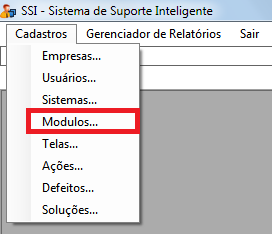 SSI - Sistema de Suporte Inteligente
Cadastros Gerenciador de Relatórios Sair
Empresas...
Usuários...
Sistemas...
Modulos...
Telas...
Ações...
Defeitos...
Soluções...